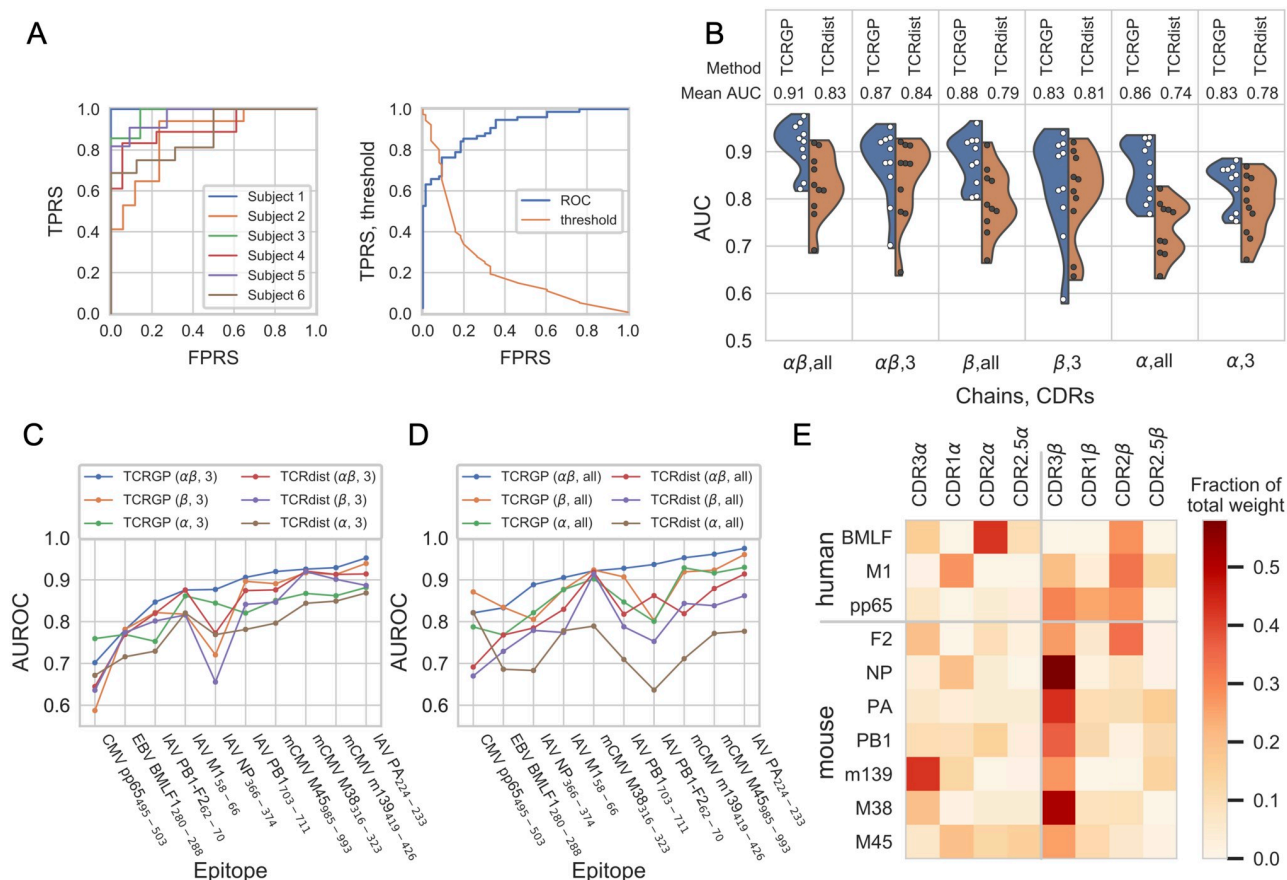 A
TPRS
1.0
0.8
0.6
0.4
0.2
0.0
0.0 0.2 0.4 0.6 0.8 1.0
FPRS
Subject 1
Subject 2
Subject 3
Subject 4
Subject 5
Subject 6
TPRS, threshold
1.0
0.8
0.6
0.4
0.2
0.0
0.0 0.2 0.4 0.6 0.8 1.0
FPRS
ROC
threshold
B
Method TCRGP TCRdist TCRGP TCRdist TCRGP TCRdist TCRGP TCRdist TCRGP TCRdist TCRGP TCRdist
Mean AUC 0.91 0.83 0.87 0.84 0.88 0.79 0.83 0.81 0.86 0.74 0.83 0.78
AUC
0.9
0.8
0.7
0.6
0.5
αβ,all αβ,3 β,all β,3 α,all α,3
Chains, CDRs
C
TCRGP (αβ, 3) TCRdist (αβ, 3)
TCRGP (β, 3) TCRdist (β, 3)
TCRGP (α, 3) TCRdist (α, 3)
AUROC
1.0
0.9
0.8
0.7
0.6
CMV pp65₄₉₅₋₅₀₃
EBV BMLF1₂₈₀₋₂₈₈
IAV PB1-F2₆₂₋₇₀
IAV M1₅₈₋₆₆
IAV NP₃₆₆₋₃₇₄
IAV PB1₇₀₃₋₇₁₁
mCMV M45₉₈₅₋₉₉₃
mCMV M38₃₁₆₋₃₂₃
mCMV m139₄₁₉₋₄₂₆
IAV PA₂₂₄₋₂₃₃
Epitope
D
TCRGP (αβ, all) TCRdist (αβ, all)
TCRGP (β, all) TCRdist (β, all)
TCRGP (α, all) TCRdist (α, all)
AUROC
1.0
0.9
0.8
0.7
0.6
CMV pp65₄₉₅₋₅₀₃
EBV BMLF1₂₈₀₋₂₈₈
IAV NP₃₆₆₋₃₇₄
IAV M1₅₈₋₆₆
mCMV M38₃₁₆₋₃₂₃
IAV PB1₇₀₃₋₇₁₁
IAV PB1-F2₆₂₋₇₀
mCMV m139₄₁₉₋₄₂₆
mCMV M45₉₈₅₋₉₉₃
IAV PA₂₂₄₋₂₃₃
Epitope
E
CDR3α CDR1α CDR2α CDR2.5α CDR3β CDR1β CDR2β CDR2.5β
human
BMLF
M1
pp65
mouse
F2
NP
PA
PB1
m139
M38
M45
Fraction of
total weight
0.5
0.4
0.3
0.2
0.1
0.0